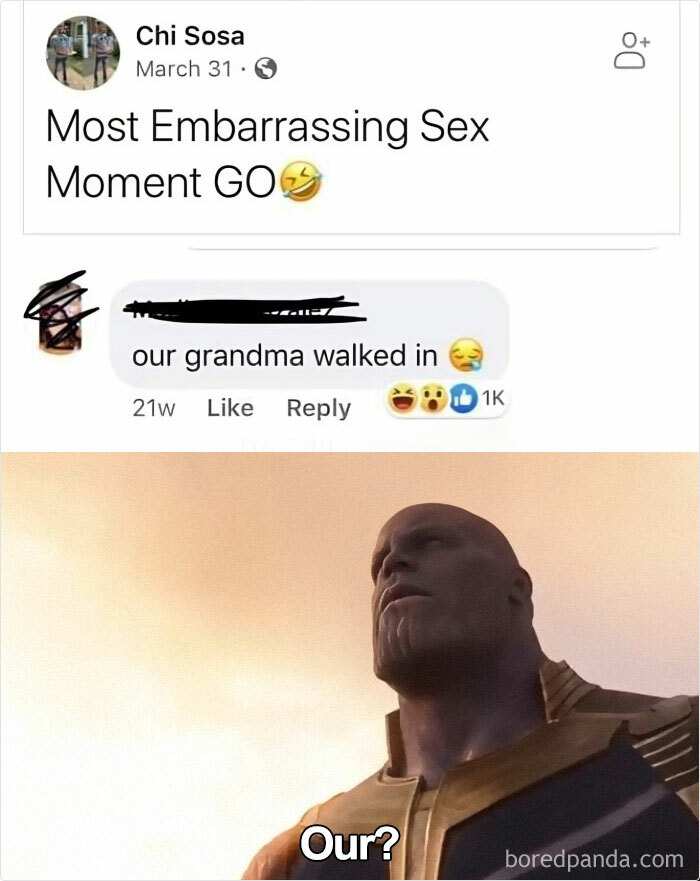 Chi Sosa
March 31 ·
Most Embarrassing Sex
Moment GO🤣
our grandma walked in 😪
21w Like Reply 1K
Our?
boredpanda.com